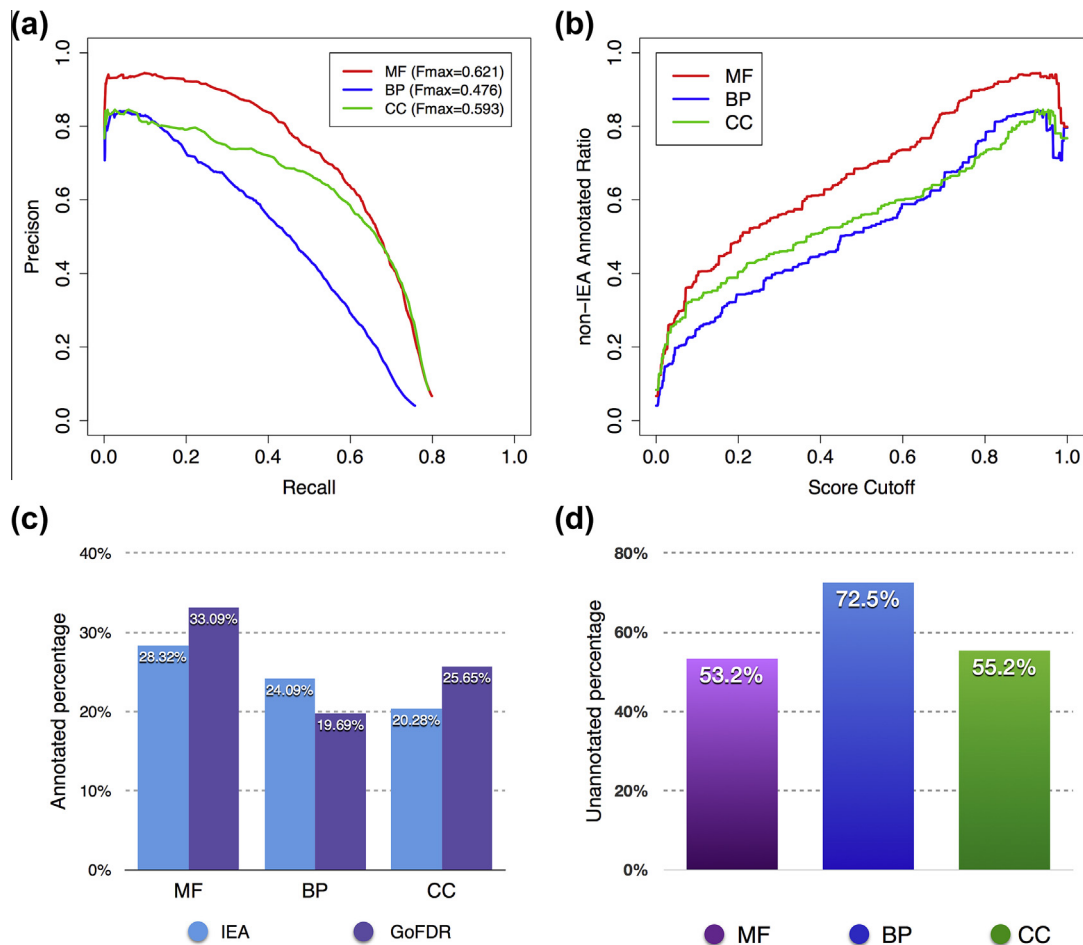 (a)
1.0
0.8
0.6
0.4
0.2
0.0
Precison
MF (Fmax=0.621)
BP (Fmax=0.476)
CC (Fmax=0.593)
0.0 0.2 0.4 0.6 0.8 1.0
Recall
(b)
1.0
0.8
0.6
0.4
0.2
0.0
non-IEA Annotated Ratio
MF
BP
CC
0.0 0.2 0.4 0.6 0.8 1.0
Score Cutoff
(c)
40%
30%
20%
10%
0%
Annotated percentage
28.32%
33.09%
24.09%
19.69%
20.28%
25.65%
MF BP CC
IEA GoFDR
(d)
80%
60%
40%
20%
0%
Unannotated percentage
53.2%
72.5%
55.2%
MF BP CC